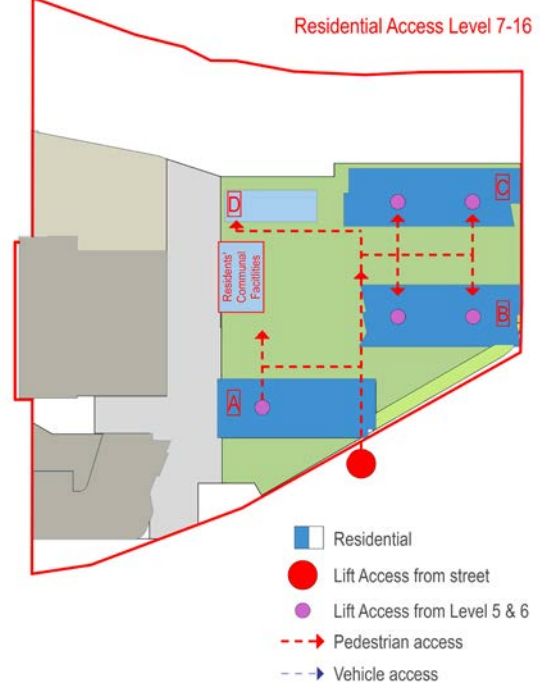 Residential Access Level 7-16
C
D
Residents'
Communal
Facitlities
B
A
Residential
Lift Access from street
Lift Access from Level 5 & 6
Pedestrian access
Vehicle access